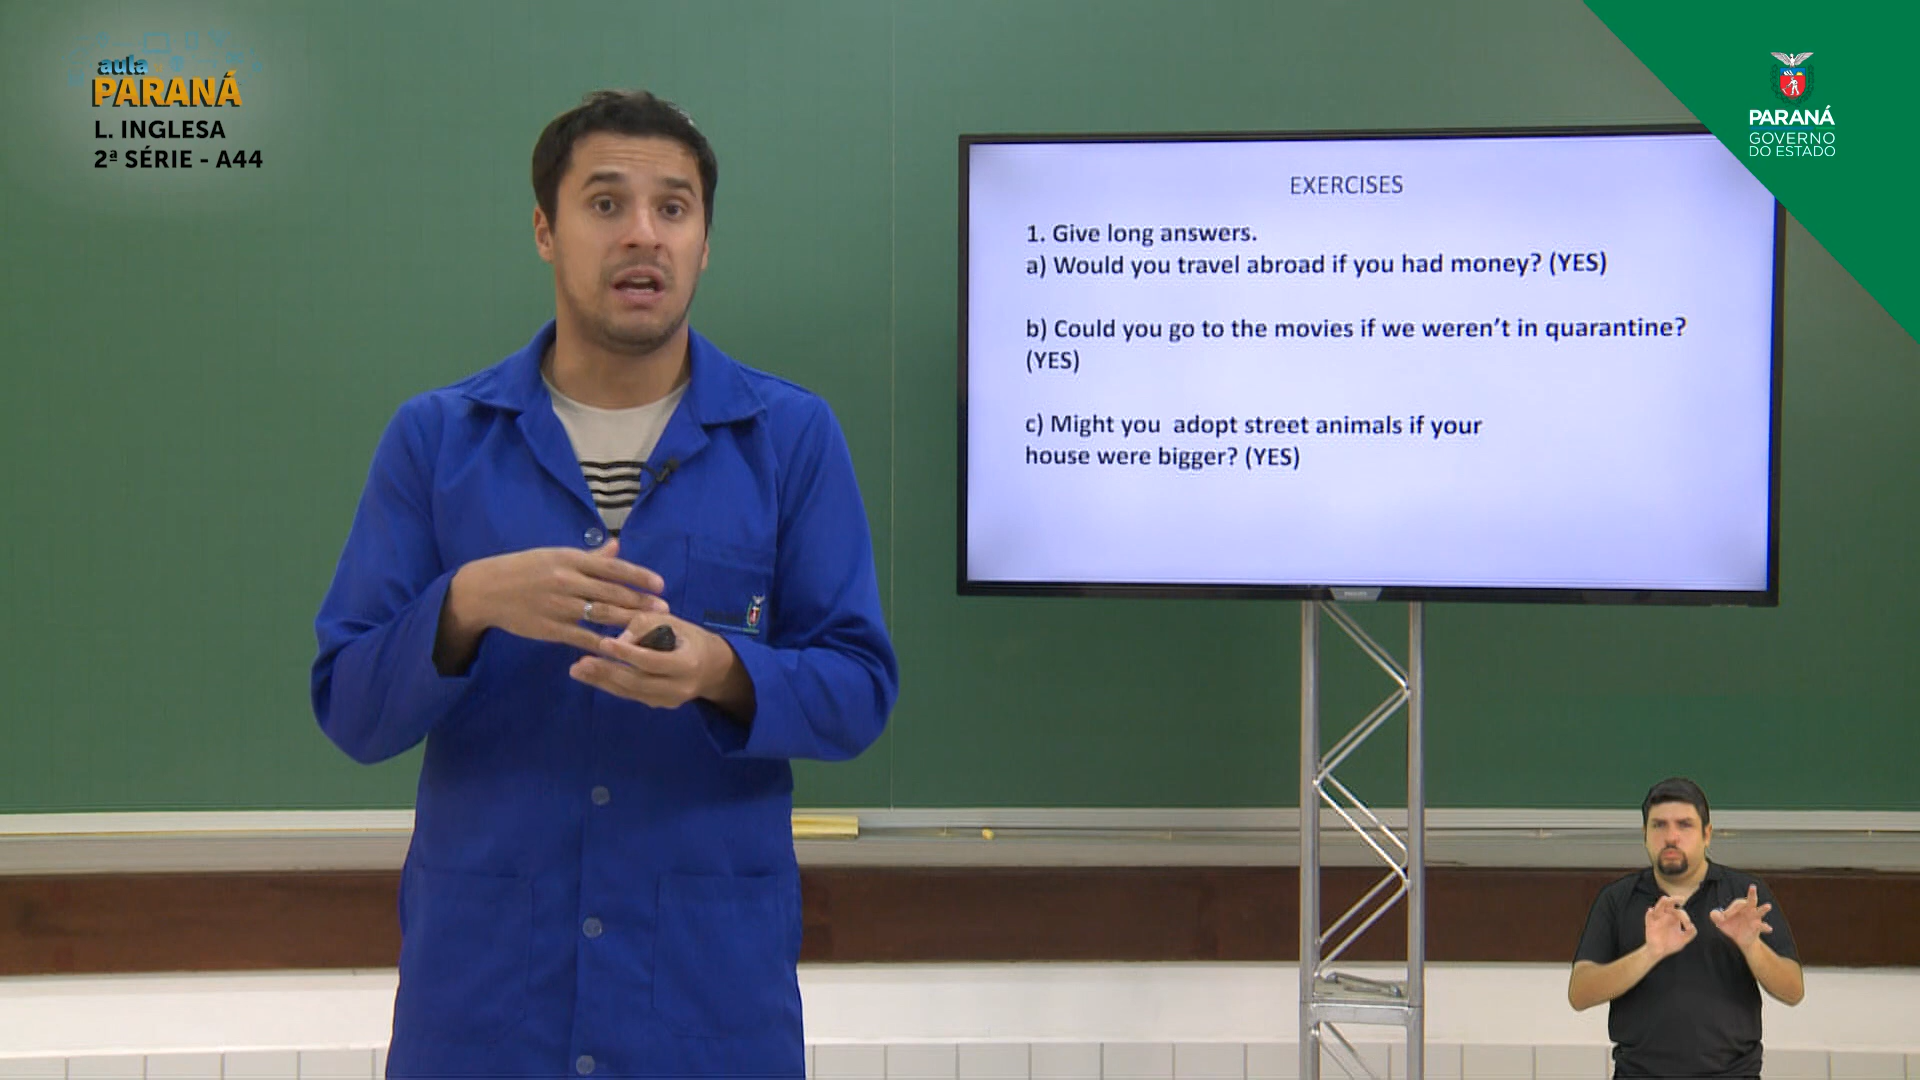 aula
PARANÁ
L. INGLESA
2ª SÉRIE - A44
PARANÁ
GOVERNO
DO ESTADO
EXERCISES
1. Give long answers.
a) Would you travel abroad if you had money? (YES)
b) Could you go to the movies if we weren't in quarantine?
(YES)
c) Might you adopt street animals if your
house were bigger? (YES)